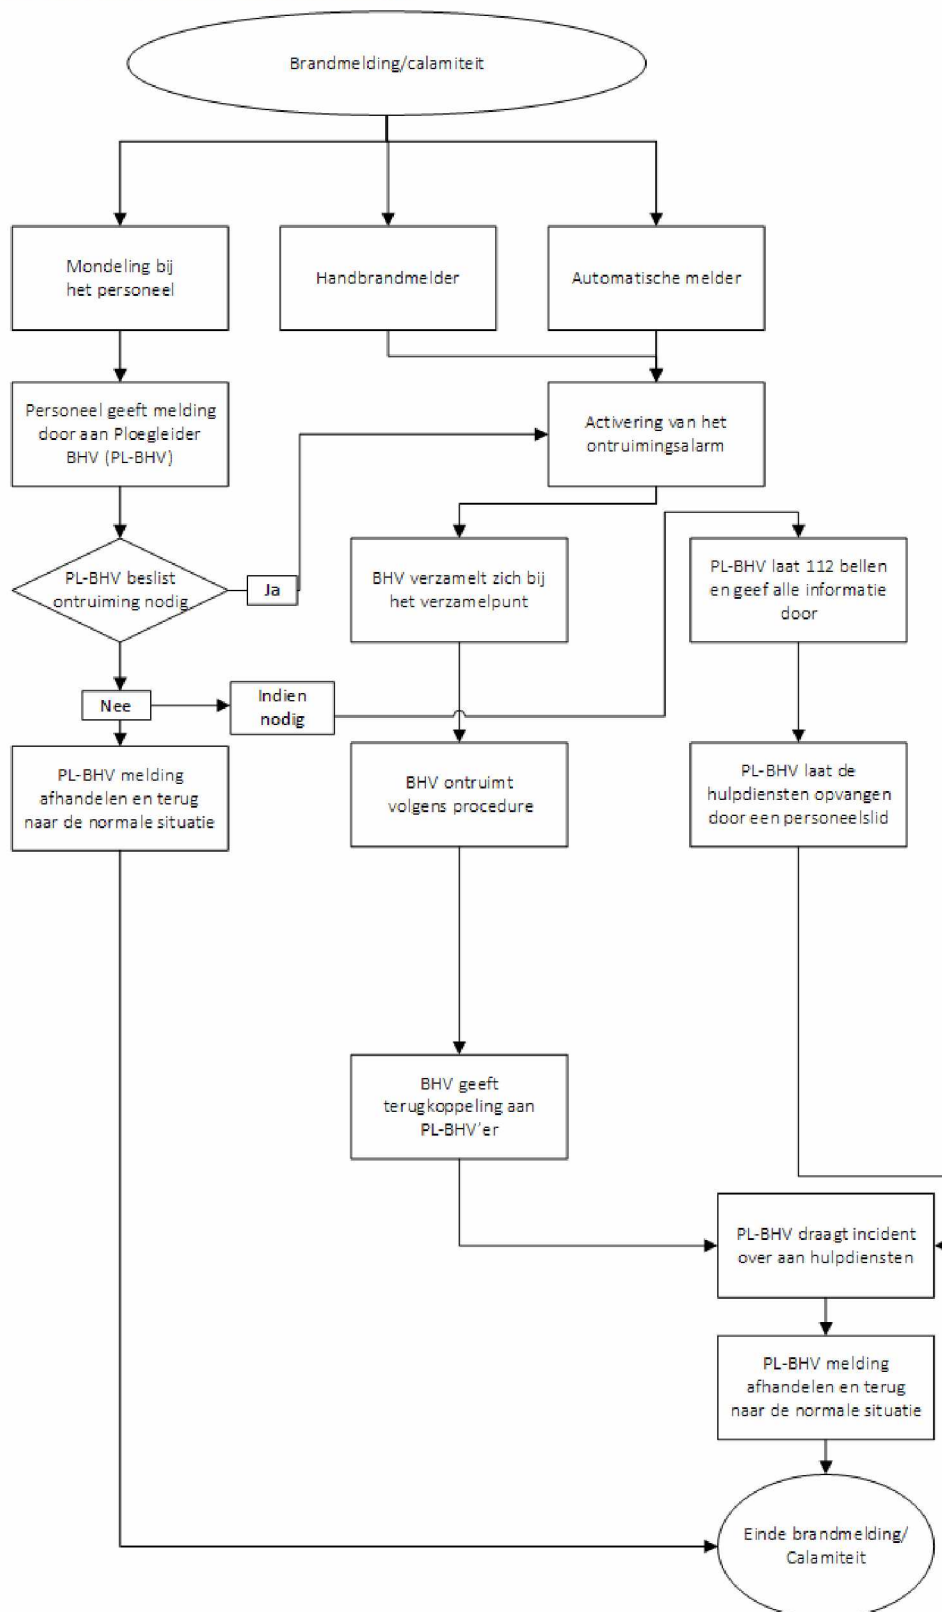 Brandmelding/calamiteit
Mondeling bij
het personeel
Handbrandmelder
Automatische melder
Personeel geeft melding
door aan Ploegleider
BHV (PL-BHV)
Activering van het
ontruimingsalarm
PL-BHV beslist
ontruiming nodig
Ja
BHV verzamelt zich bij
het verzamelpunt
PL-BHV laat 112 bellen
en geef alle informatie
door
Nee
Indien
nodig
PL-BHV melding
afhandelen en terug
naar de normale situatie
BHV ontruimt
volgens procedure
PL-BHV laat de
hulpdiensten opvangen
door een personeelslid
BHV geeft
terugkoppeling aan
PL-BHV'er
PL-BHV draagt incident
over aan hulpdiensten
PL-BHV melding
afhandelen en terug
naar de normale situatie
Einde brandmelding/
Calamiteit